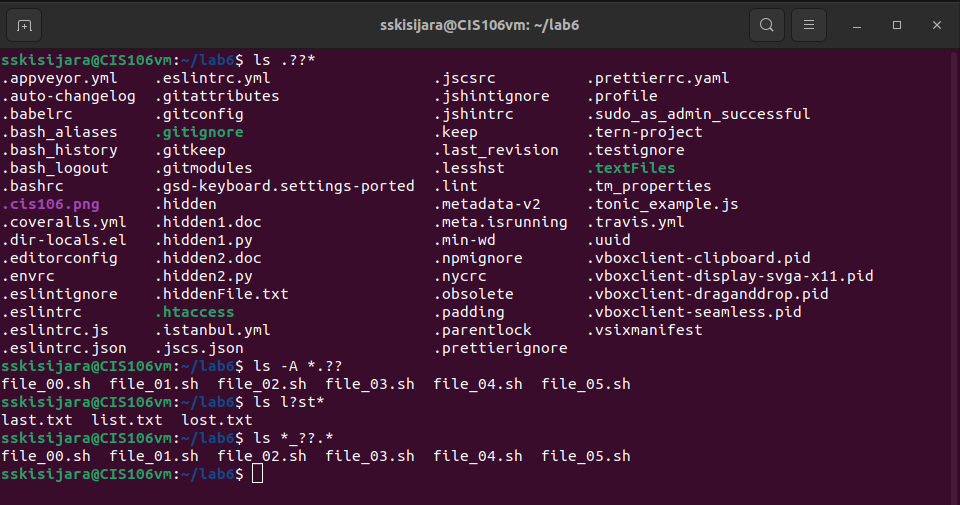 sskisijara@CIS106vm: ~/lab6
sskisijara@CIS106vm:~/lab6$ ls .??*
.appveyor.yml .eslintrc.yml .jscsrc .prettierrc.yaml
.auto-changelog .gitattributes .jshintignore .profile
.babelrc .gitconfig .jshintrc .sudo_as_admin_successful
.bash_aliases .gitignore .keep .tern-project
.bash_history .gitkeep .last_revision .testignore
.bash_logout .gitmodules .lesshst .textFiles
.bashrc .gsd-keyboard.settings-ported .lint .tm_properties
.cis106.png .hidden .metadata-v2 .tonic_example.js
.coveralls.yml .hidden1.doc .meta.isrunning .travis.yml
.dir-locals.el .hidden1.py .min-wd .uuid
.editorconfig .hidden2.doc .npmignore .vboxclient-clipboard.pid
.envrc .hidden2.py .nycrc .vboxclient-display-svga-x11.pid
.eslintignore .hiddenFile.txt .obsolete .vboxclient-draganddrop.pid
.eslintrc .htaccess .padding .vboxclient-seamless.pid
.eslintrc.js .istanbul.yml .parentlock .vsixmanifest
.eslintrc.json .jscs.json .prettierignore
sskisijara@CIS106vm:~/lab6$ ls -A *.??
file_00.sh file_01.sh file_02.sh file_03.sh file_04.sh file_05.sh
sskisijara@CIS106vm:~/lab6$ ls l?st*
last.txt list.txt lost.txt
sskisijara@CIS106vm:~/lab6$ ls *_??.*
file_00.sh file_01.sh file_02.sh file_03.sh file_04.sh file_05.sh
sskisijara@CIS106vm:~/lab6$